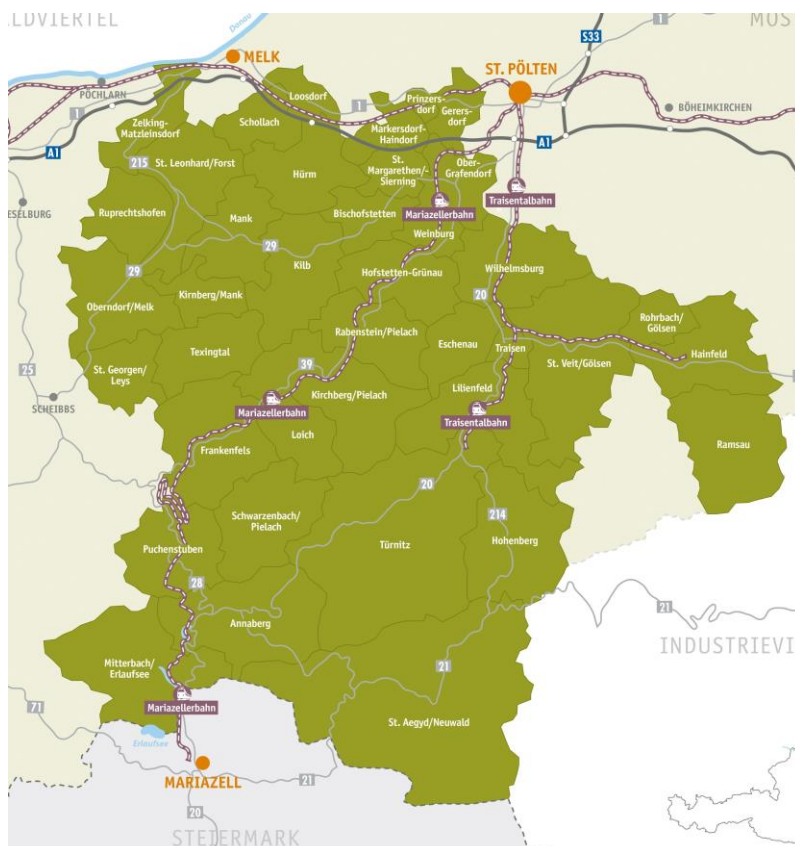 LDVIERTEL
Donau
MOS
1
S33
MELK
ST. PÖLTEN
PÖCHLARN
Loosdorf
Prinzers-
dorf
Gerers-
dorf
BÖHEIMKIRCHEN
1
1
Zelking-
Matzleinsdorf
Schollach
Markersdorf-
Haindorf
A1
A1
215
St. Leonhard/Forst
Hürm
St.
Margarethen/
-Sierning
Ober-
Grafendorf
Mariazellerbahn
Traisentalbahn
ESELBURG
Ruprechtshofen
Mank
Bischofstetten
Weinburg
29
Kilb
Hofstetten-Grünau
Wilhelmsburg
29
Oberndorf/Melk
Kirnberg/Mank
20
Rabenstein/Pielach
Eschenau
Traisen
Rohrbach/
Gölsen
Hainfeld
St. Veit/Gölsen
Texingtal
39
25
St. Georgen/
Leys
SCHEIBBS
Kirchberg/Pielach
Lilienfeld
Mariazellerbahn
Traisentalbahn
Loich
Frankenfels
Ramsau
20
Schwarzenbach/
Pielach
214
Türnitz
Hohenberg
Puchenstuben
28
21
Annaberg
INDUSTRIEVI
Mitterbach/
Erlaufsee
21
Mariazellerbahn
71
St. Aegyd/Neuwald
Erlaufsee
MARIAZELL
21
20
STEIERMARK